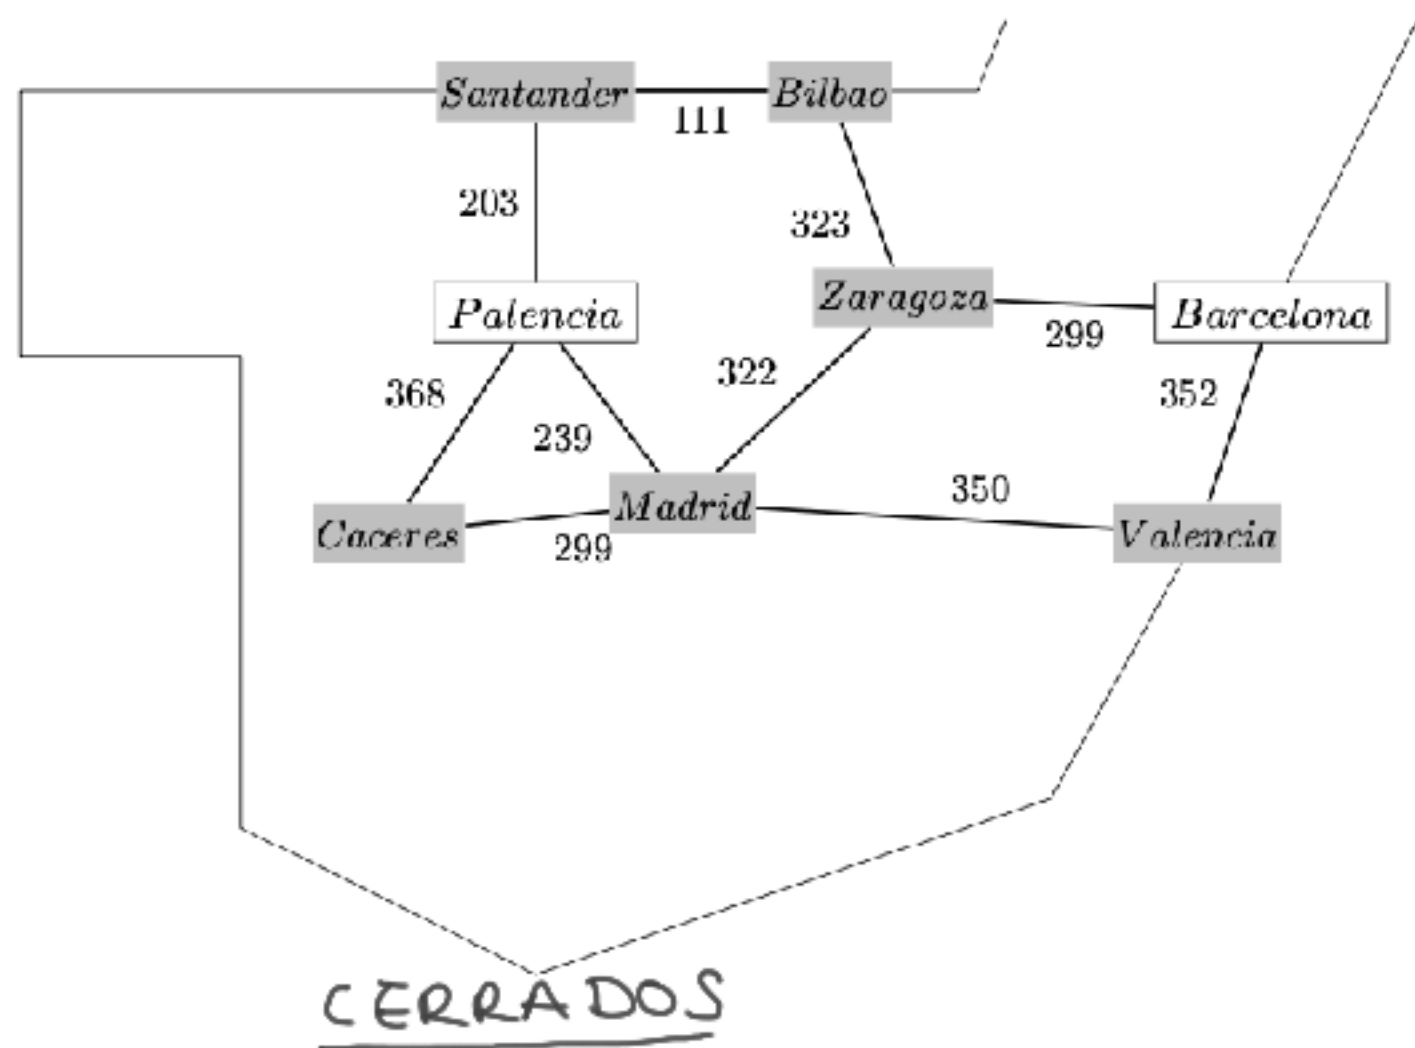 Santander
Bilbao
111
203
323
Palencia
Zaragoza
Barcelona
299
322
368
352
239
350
Madrid
Caceres
Valencia
299
CERRADOS